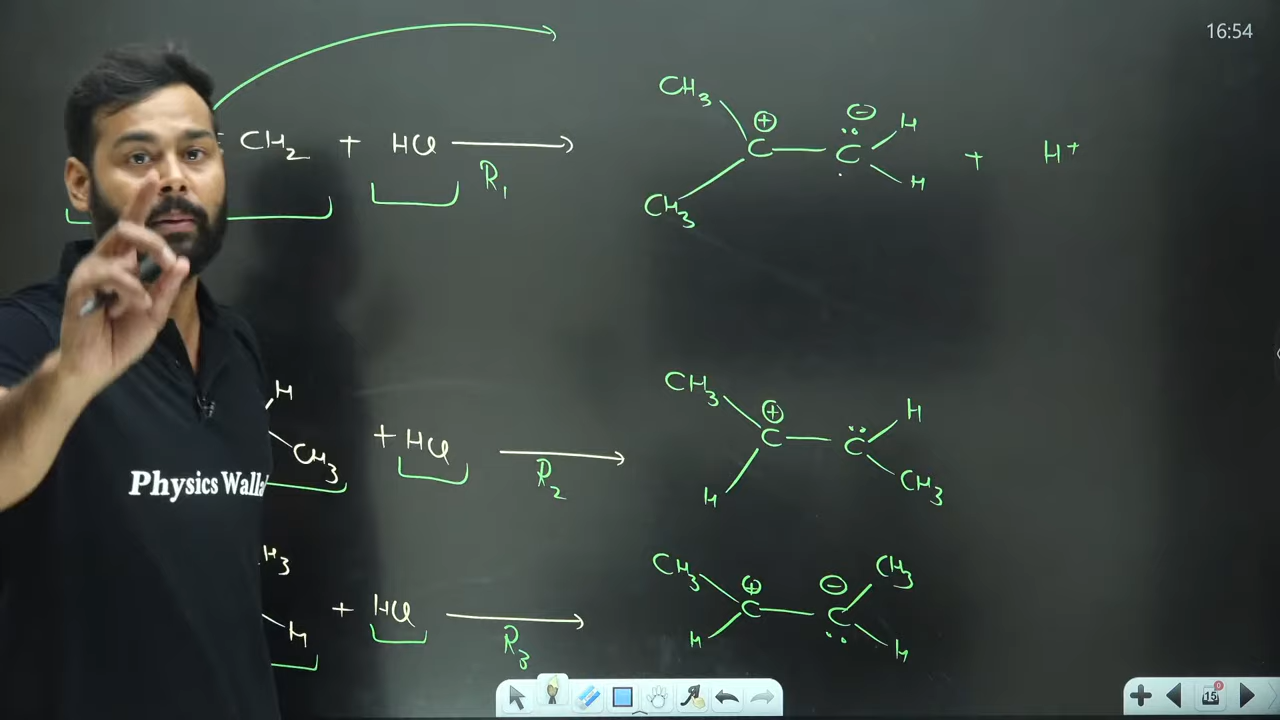 16:54
CH2 + HCl
R1
CH3
⊕
⊖
C
C
H
H
CH3
+ H+
H
CH3
+ HCl
R2
CH3
⊕
C
C
H
H
CH3
H3
H
+ HCl
R3
CH3
⊕
⊖
C
C
CH3
H
H
Physics Walla
15